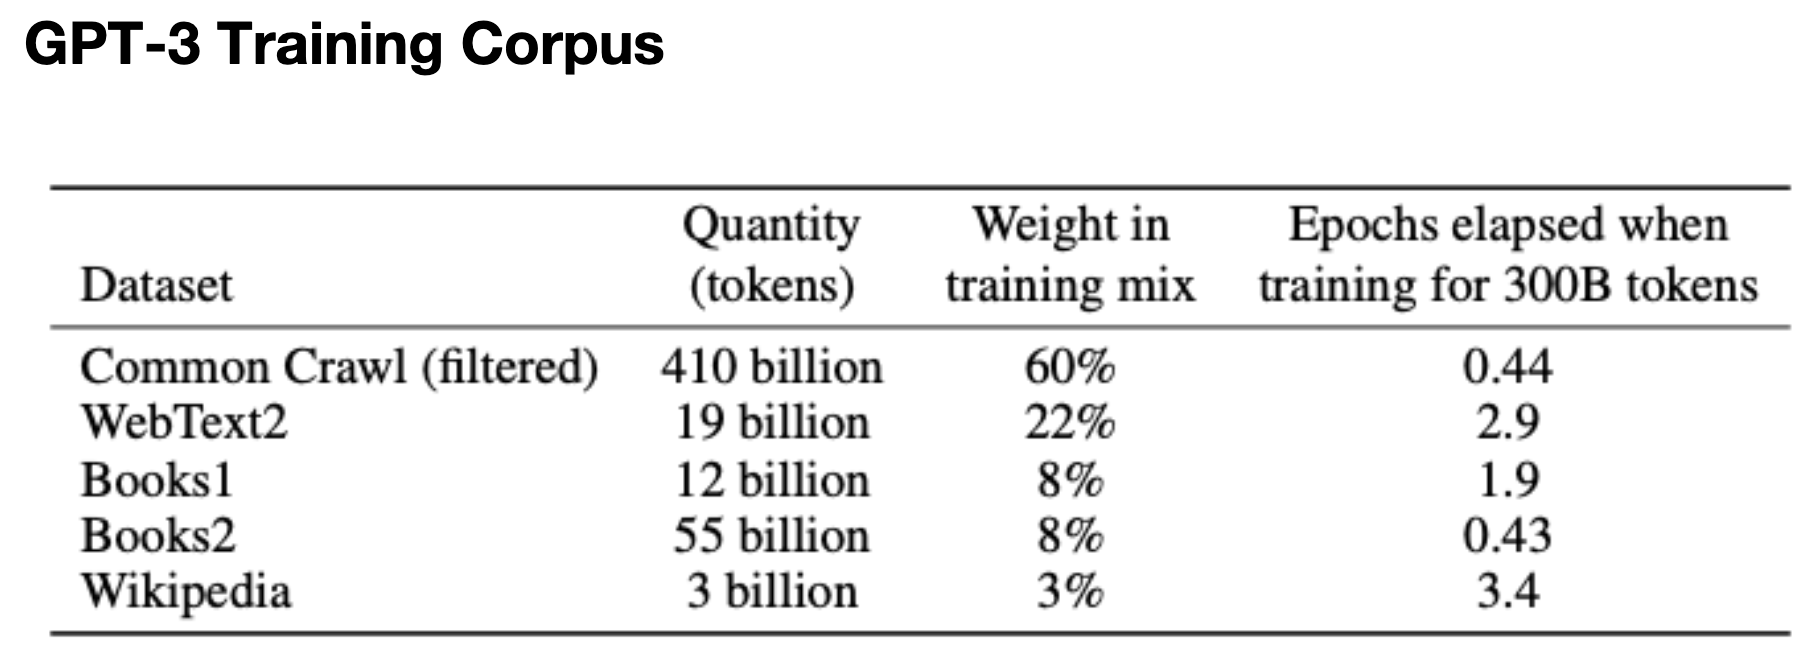 GPT-3 Training Corpus
Quantity Weight in Epochs elapsed when
Dataset (tokens) training mix training for 300B tokens
Common Crawl (filtered) 410 billion 60% 0.44
WebText2 19 billion 22% 2.9
Books1 12 billion 8% 1.9
Books2 55 billion 8% 0.43
Wikipedia 3 billion 3% 3.4